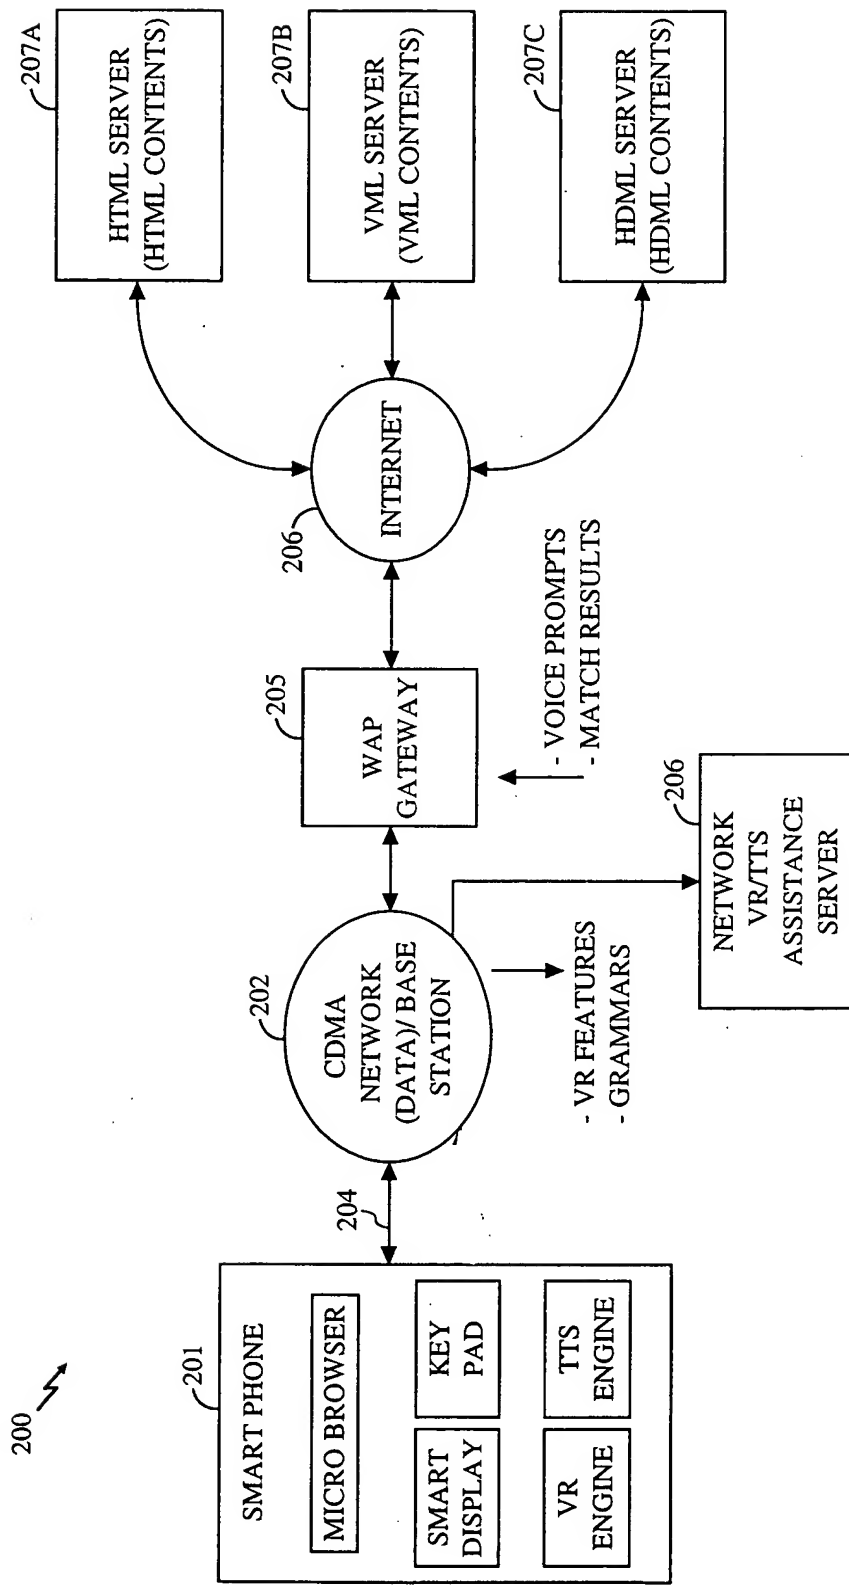 200
201
SMART PHONE
MICRO BROWSER
SMART
DISPLAY
KEY
PAD
VR
ENGINE
TTS
ENGINE
204
202
CDMA
NETWORK
(DATA)/ BASE
STATION
- VR FEATURES
- GRAMMARS
206
NETWORK
VR/TTS
ASSISTANCE
SERVER
205
WAP
GATEWAY
- VOICE PROMPTS
- MATCH RESULTS
206
INTERNET
207A
HTML SERVER
(HTML CONTENTS)
207B
VML SERVER
(VML CONTENTS)
207C
HDML SERVER
(HDML CONTENTS)